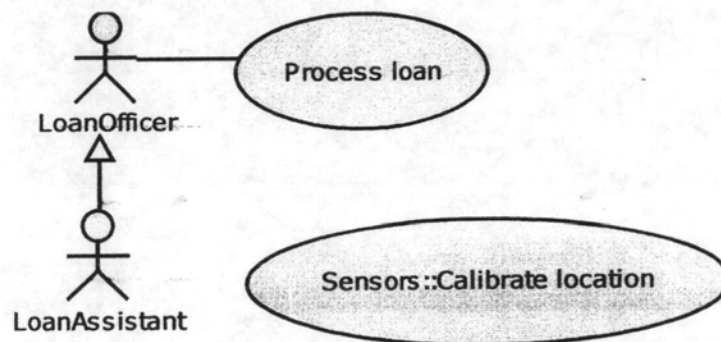 Process loan
LoanOfficer
Sensors::Calibrate location
LoanAssistant